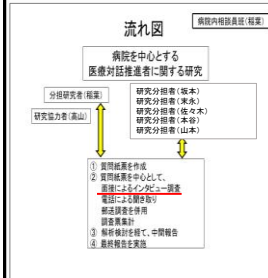 流れ図
病院内相談員班(稲葉)
病院を中心とする
医療対話推進者に関する研究
分担研究者(稲葉)
研究協力者(高山)
研究分担者(坂本)
研究分担者(末永)
研究分担者(佐々木)
研究分担者(本谷)
研究分担者(山本)
① 質問紙票を作成
② 質問紙票を中心として、
面接によるインタビュー調査
電話による聞き取り
郵送調査を併用
調査票集計
③ 解析検討を経て、中間報告
④ 最終報告を実施